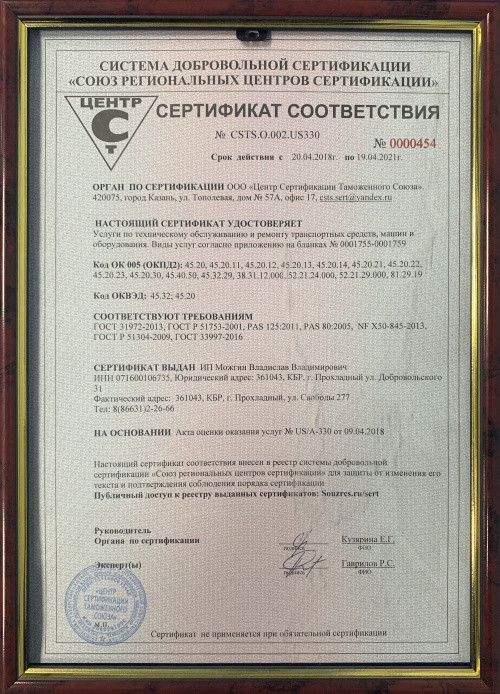 СИСТЕМА ДОБРОВОЛЬНОЙ СЕРТИФИКАЦИИ
«СОЮЗ РЕГИОНАЛЬНЫХ ЦЕНТРОВ СЕРТИФИКАЦИИ»
ЦЕНТР
С
Т
СЕРТИФИКАТ СООТВЕТСТВИЯ
№ CSTS.O.002.US330
№ 0000454
Срок действия с 20.04.2018г. по 19.04.2021г.
ОРГАН ПО СЕРТИФИКАЦИИ ООО «Центр Сертификации Таможенного Союза».
420075, город Казань, ул. Тополевая, дом № 57А, офис 17, csts.sert@yandex.ru
НАСТОЯЩИЙ СЕРТИФИКАТ УДОСТОВЕРЯЕТ
Услуги по техническому обслуживанию и ремонту транспортных средств, машин и
оборудования. Виды услуг согласно приложению на бланках № 0001755-0001759
Код ОК 005 (ОКПД2): 45.20, 45.20.11, 45.20.12, 45.20.13, 45.20.14, 45.20.21, 45.20.22,
45.20.23, 45.20.30, 45.40.50, 45.32.29, 38.31.12.000, 52.21.24.000, 52.21.29.000, 81.29.19
Код ОКВЭД: 45.32; 45.20
СООТВЕТСТВУЮТ ТРЕБОВАНИЯМ
ГОСТ 31972-2013, ГОСТ Р 51753-2001, PAS 125:2011, PAS 80:2005, NF X50-845-2013,
ГОСТ Р 51304-2009, ГОСТ 33997-2016
СЕРТИФИКАТ ВЫДАН ИП Можгин Владислав Владимирович
ИНН 071600106735, Юридический адрес: 361043, КБР, г. Прохладный ул. Добровольского
31
Фактический адрес: 361043, КБР, г. Прохладный, ул. Свободы 277
Тел: 8(86631)2-26-66
НА ОСНОВАНИИ Акта оценки оказания услуг № US/A-330 от 09.04.2018
Настоящий сертификат соответствия внесен в реестр системы добровольной
сертификации «Союз региональных центров сертификации» для защиты от изменения его
текста и подтверждения соблюдения порядка сертификации
Публичный доступ к реестру выданных сертификатов: Souzrcs.ru/sert
Руководитель
Органа по сертификации
подпись
Кузярина Е.Г.
ФИО
Эксперт(ы)
подпись
Гаврилов Р.С.
ФИО
«ЦЕНТР
СЕРТИФИКАЦИИ
ТАМОЖЕННОГО
СОЮЗА»
М.П.
Сертификат не применяется при обязательной сертификации